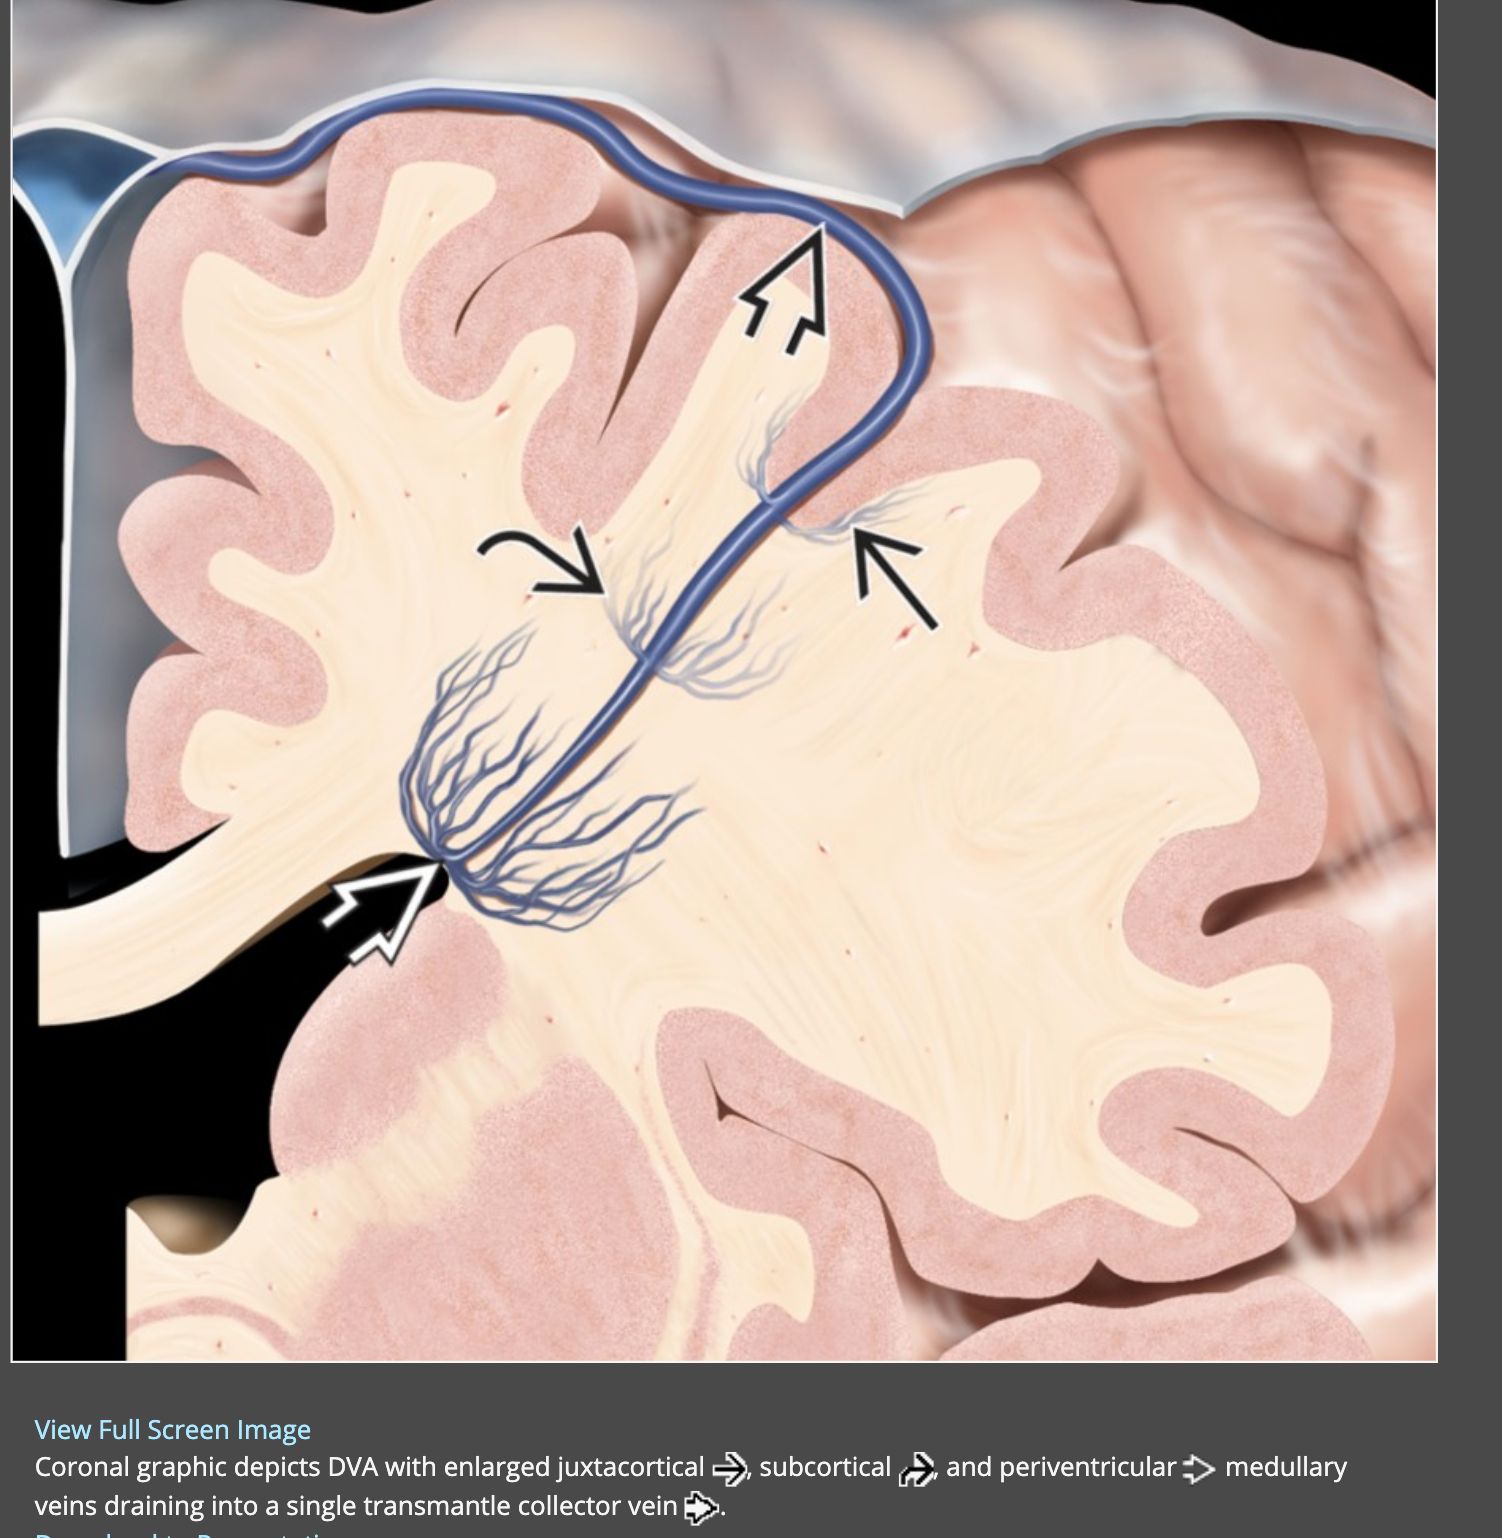 View Full Screen Image
Coronal graphic depicts DVA with enlarged juxtacortical , subcortical , and periventricular medullary
veins draining into a single transmantle collector vein .